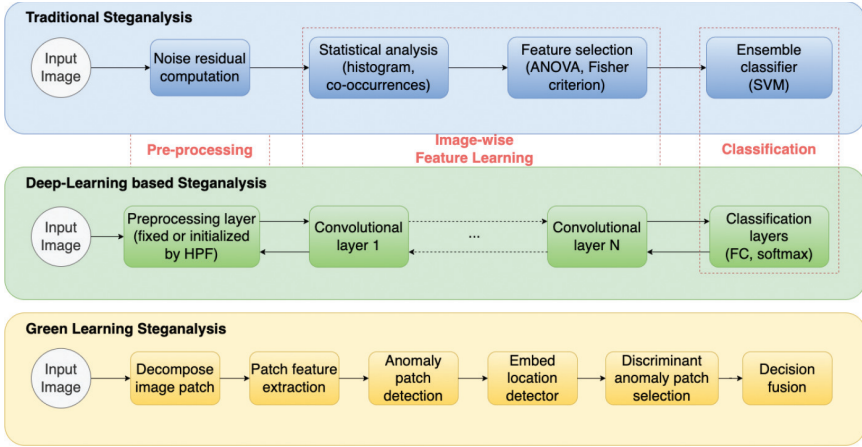 Traditional Steganalysis
Input
Image
Noise residual
computation
Statistical analysis
(histogram,
co-occurrences)
Feature selection
(ANOVA, Fisher
criterion)
Ensemble
classifier
(SVM)
Pre-processing
Image-wise
Feature Learning
Classification
Deep-Learning based Steganalysis
Input
Image
Preprocessing layer
(fixed or initialized
by HPF)
Convolutional
layer 1
...
Convolutional
layer N
Classification
layers
(FC, softmax)
Green Learning Steganalysis
Input
Image
Decompose
image patch
Patch feature
extraction
Anomaly
patch
detection
Embed
location
detector
Discriminant
anomaly patch
selection
Decision
fusion